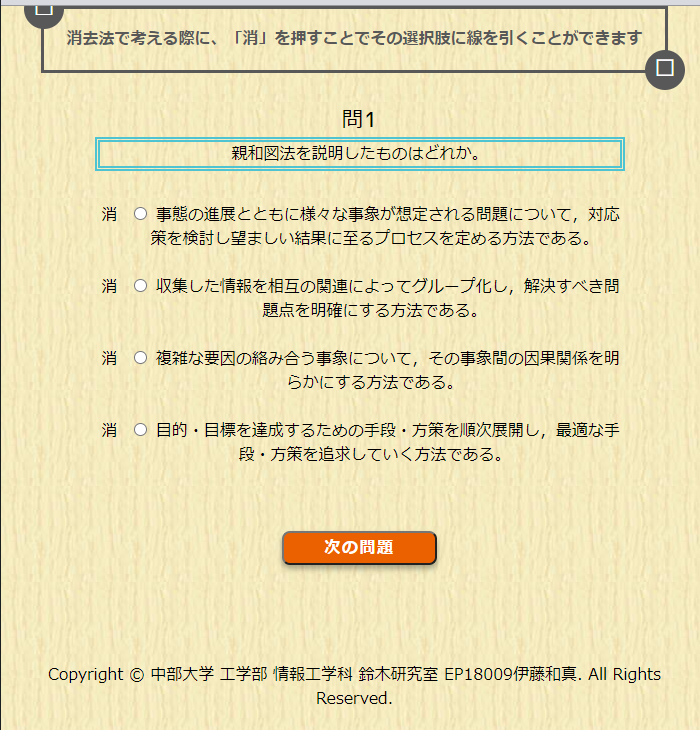 消去法で考える際に、「消」を押すことでその選択肢に線を引くことができます
問1
親和図法を説明したものはどれか。
消 事態の進展とともに様々な事象が想定される問題について，対応
策を検討し望ましい結果に至るプロセスを定める方法である。
消 収集した情報を相互の関連によってグループ化し，解決すべき問
題点を明確にする方法である。
消 複雑な要因の絡み合う事象について，その事象間の因果関係を明
らかにする方法である。
消 目的・目標を達成するための手段・方策を順次展開し，最適な手
段・方策を追求していく方法である。
次の問題
Copyright © 中部大学 工学部 情報工学科 鈴木研究室 EP18009伊藤和真. All Rights
Reserved.